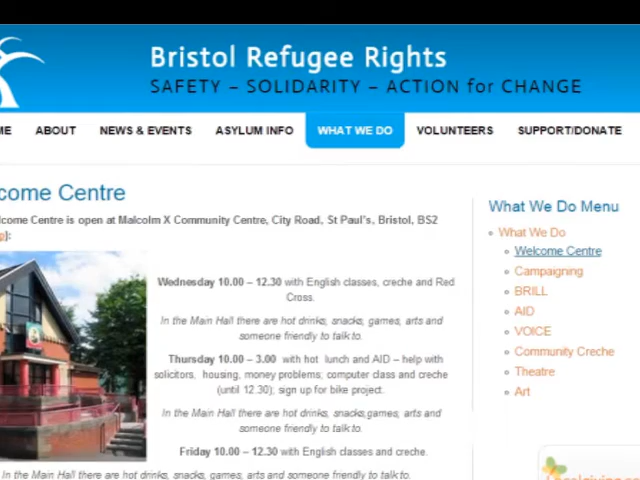 Bristol Refugee Rights
SAFETY – SOLIDARITY – ACTION for CHANGE
ME ABOUT NEWS & EVENTS ASYLUM INFO WHAT WE DO VOLUNTEERS SUPPORT/DONATE
come Centre
lcome Centre is open at Malcolm X Community Centre, City Road, St Paul's, Bristol, BS2
):
Wednesday 10.00 – 12.30 with English classes, creche and Red
Cross.
In the Main Hall there are hot drinks, snacks, games, arts and
someone friendly to talk to.
Thursday 10.00 – 3.00 with hot lunch and AID – help with
solicitors, housing, money problems; computer class and creche
(until 12.30); sign up for bike project.
In the Main Hall there are hot drinks, snacks,games, arts and
someone friendly to talk to.
Friday 10.00 – 12.30 with English classes and creche.
In the Main Hall there are hot drinks, snacks, games, arts and someone friendly to talk to.
What We Do Menu
What We Do
Welcome Centre
Campaigning
BRILL
AID
VOICE
Community Creche
Theatre
Art